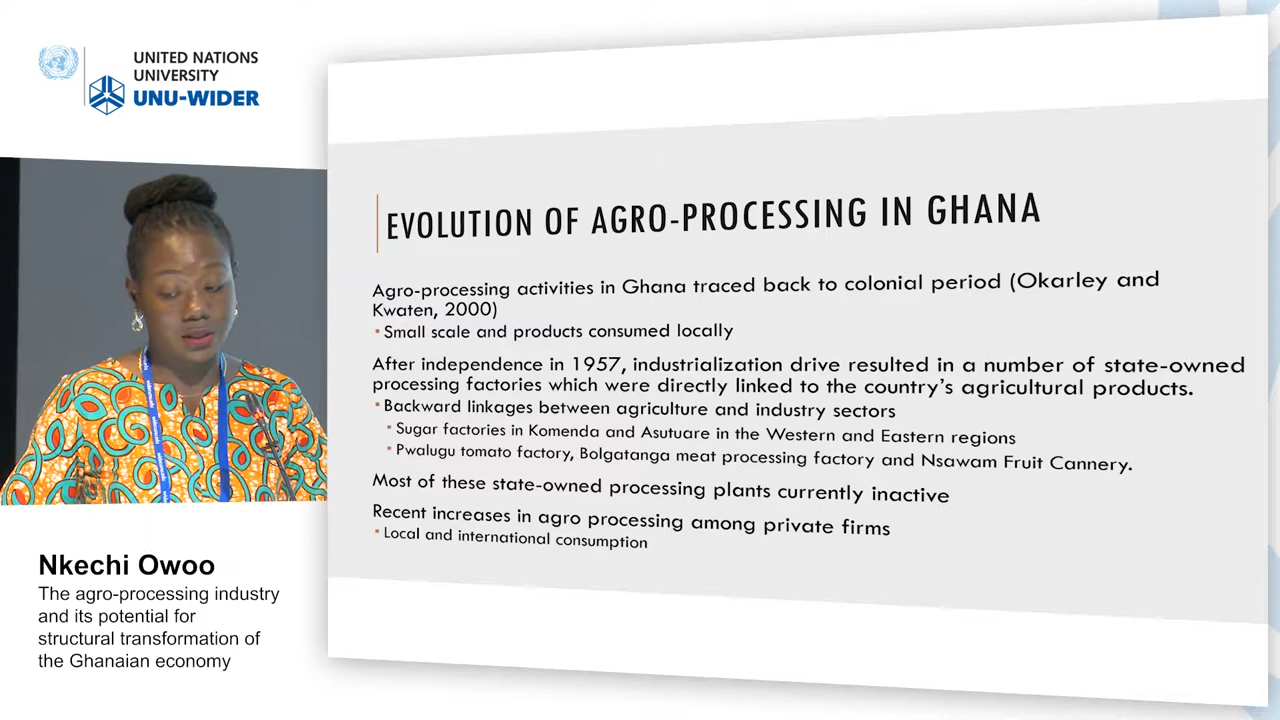 UNITED NATIONS
UNIVERSITY
UNU-WIDER
EVOLUTION OF AGRO-PROCESSING IN GHANA
Agro-processing activities in Ghana traced back to colonial period (Okarley and
Kwaten, 2000)
Small scale and products consumed locally
After independence in 1957, industrialization drive resulted in a number of state-owned
processing factories which were directly linked to the country's agricultural products.
Backward linkages between agriculture and industry sectors
Sugar factories in Komenda and Asutuare in the Western and Eastern regions
Pwalugu tomato factory, Bolgatanga meat processing factory and Nsawam Fruit Cannery.
Most of these state-owned processing plants currently inactive
Recent increases in agro processing among private firms
Local and international consumption
Nkechi Owoo
The agro-processing industry
and its potential for
structural transformation of
the Ghanaian economy